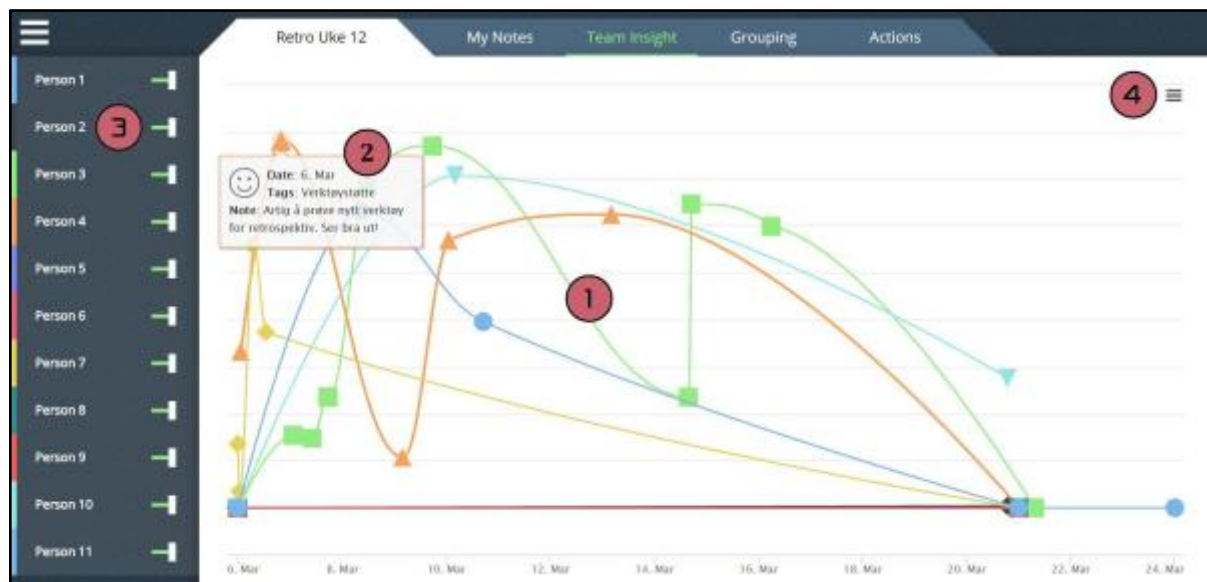 Retro Uke 12
My Notes
Team Insight
Grouping
Actions
Person 1
Person 2
Person 3
Person 4
Person 5
Person 6
Person 7
Person 8
Person 9
Person 10
Person 11
3
4
2
Date: 6. Mar
Tags: Verktøystøtte
Note: Artig å prøve nytt verktøy
for retrospektiv. Ser bra ut!
1
6. Mar
8. Mar
10. Mar
12. Mar
14. Mar
16. Mar
18. Mar
20. Mar
22. Mar
24. Mar